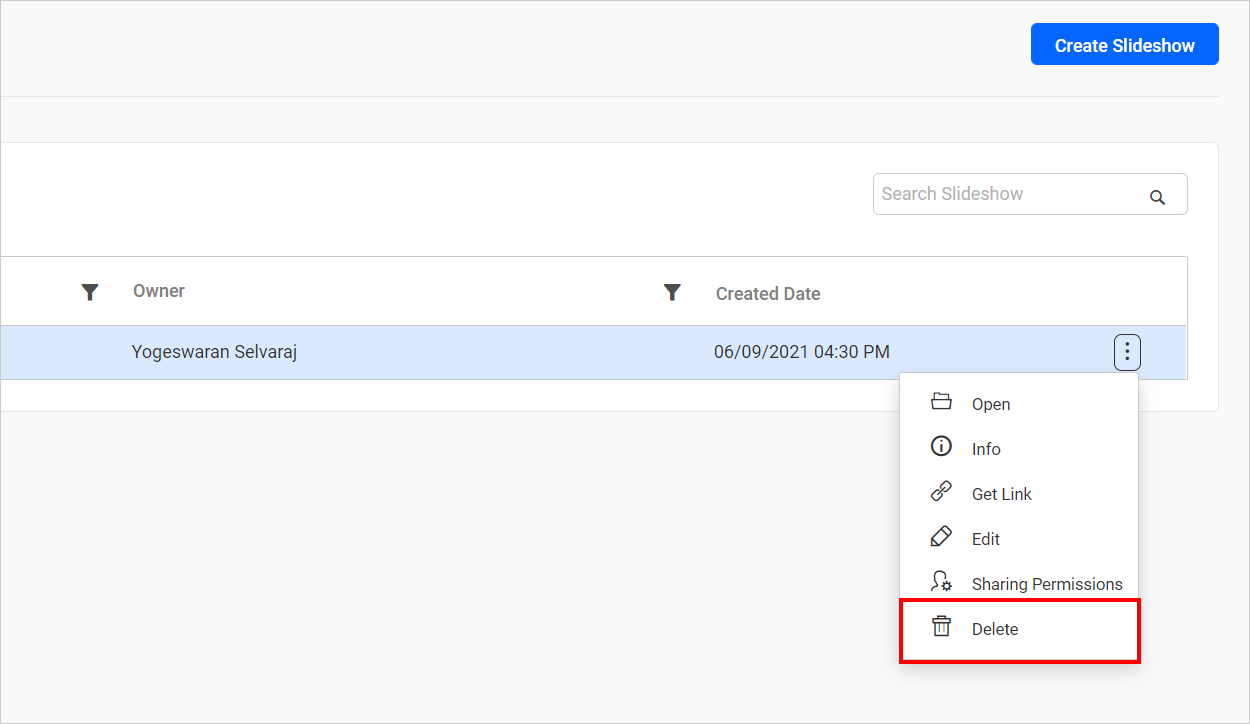 Create Slideshow
Search Slideshow
Owner
Created Date
Yogeswaran Selvaraj
06/09/2021 04:30 PM
Open
Info
Get Link
Edit
Sharing Permissions
Delete